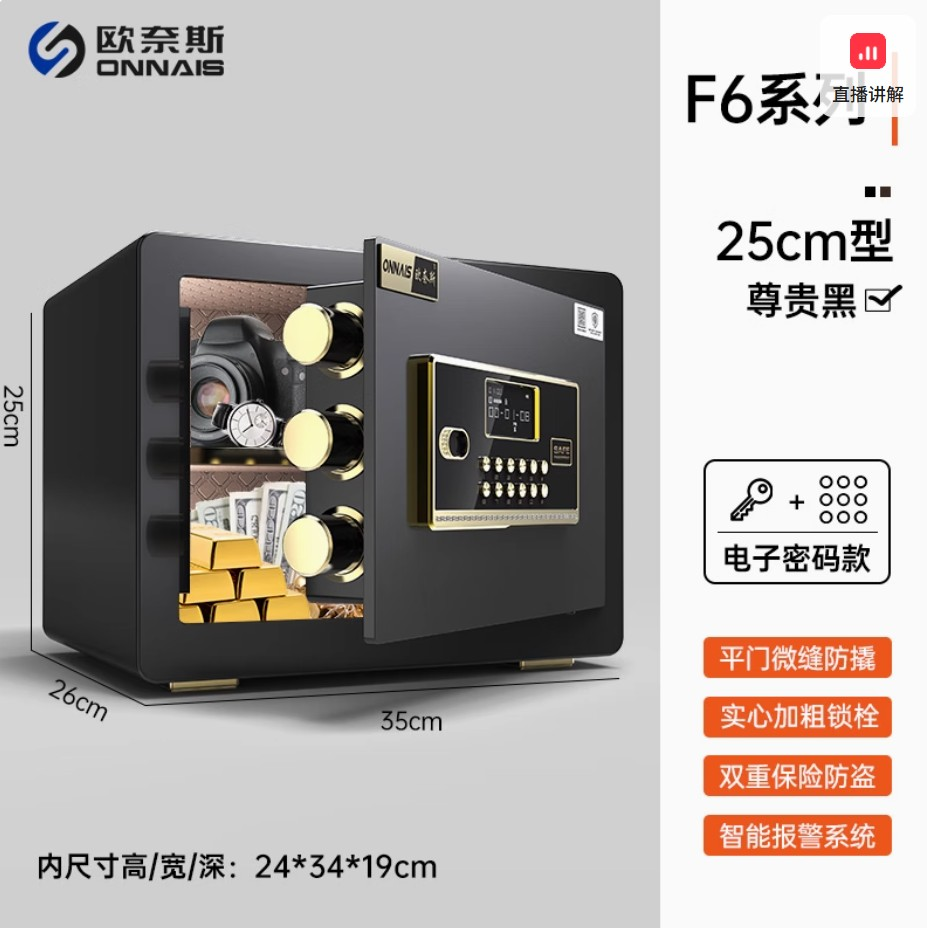 欧奈斯
ONNAIS
直播讲解
F6系列
25cm型
尊贵黑
ONNAIS 欧奈斯
SAFE
25cm
26cm
35cm
电子密码款
平门微缝防撬
实心加粗锁栓
双重保险防盗
智能报警系统
内尺寸高/宽/深：24*34*19cm